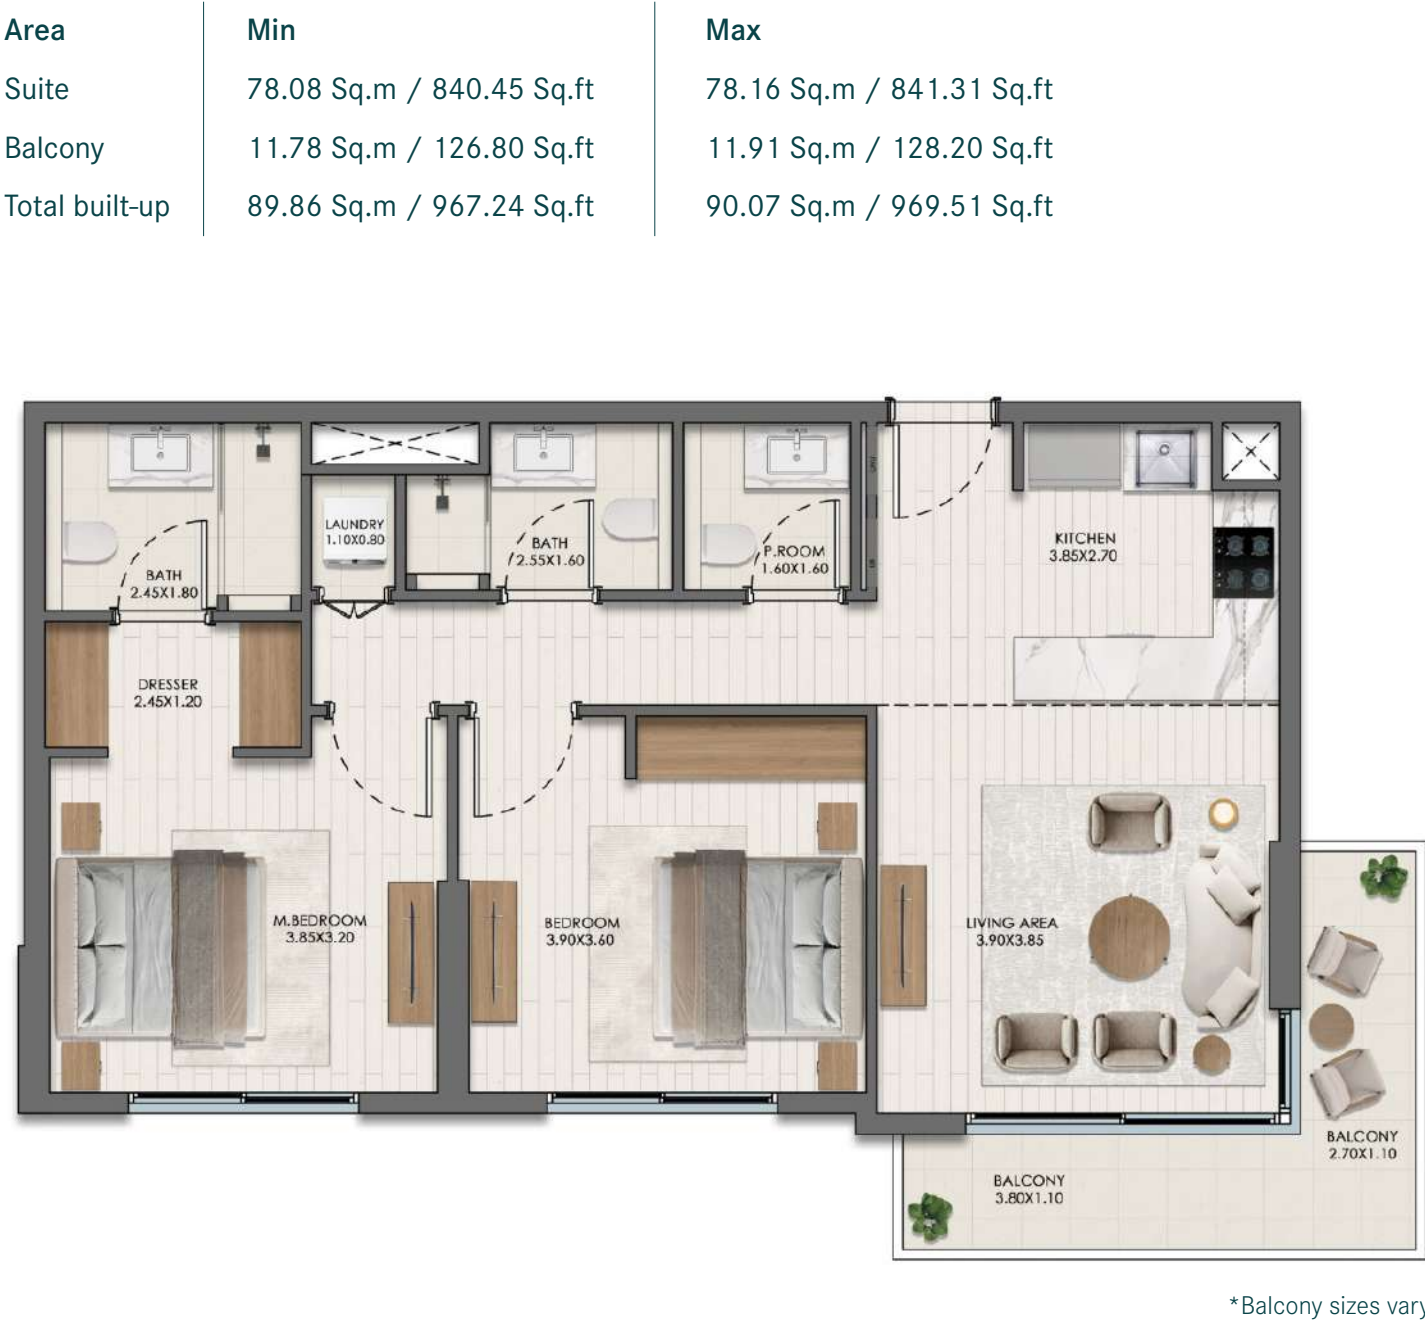 Area Min Max
Suite 78.08 Sq.m / 840.45 Sq.ft 78.16 Sq.m / 841.31 Sq.ft
Balcony 11.78 Sq.m / 126.80 Sq.ft 11.91 Sq.m / 128.20 Sq.ft
Total built-up 89.86 Sq.m / 967.24 Sq.ft 90.07 Sq.m / 969.51 Sq.ft
LAUNDRY
1.10X0.80
BATH
2.55X1.60
P.ROOM
1.60X1.60
KITCHEN
3.85X2.70
BATH
2.45X1.80
DRESSER
2.45X1.20
M.BEDROOM
3.85X3.20
BEDROOM
3.90X3.60
LIVING AREA
3.90X3.85
BALCONY
2.70X1.10
BALCONY
3.80X1.10
*Balcony sizes vary